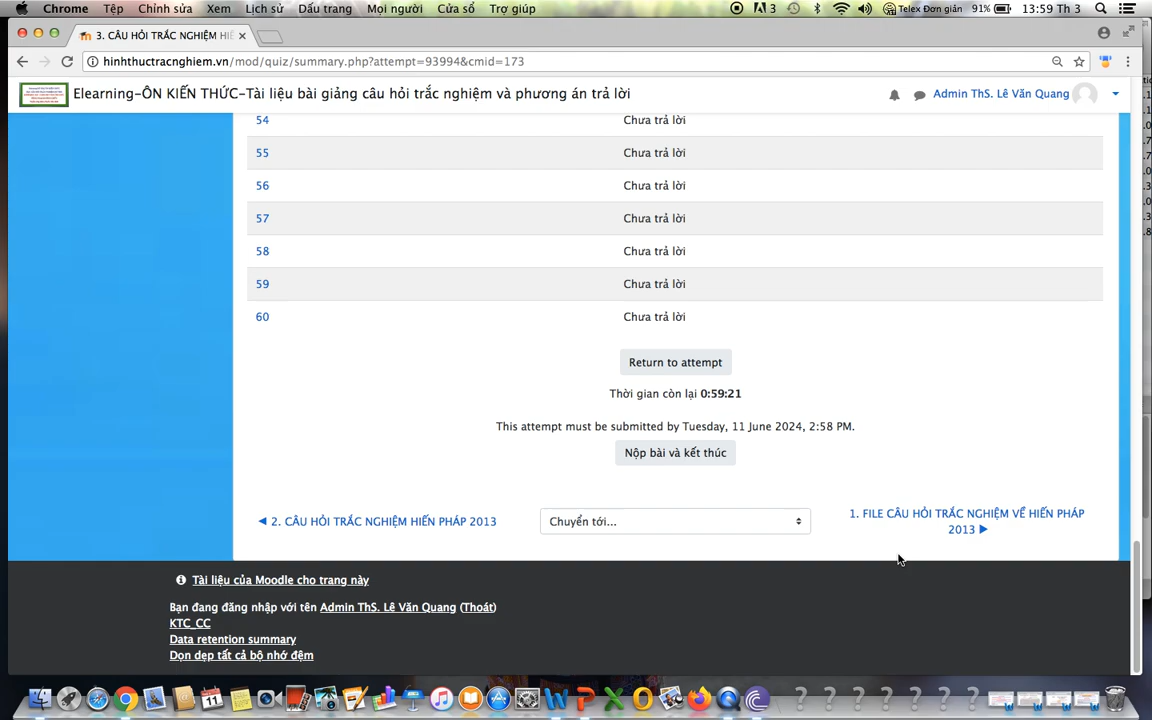 Chrome Tệp Chỉnh sửa Xem Lịch sử Dấu trang Mọi người Cửa sổ Trợ giúp 3 Telex Đơn giản 91% 13:59 Th 3
3. CÂU HỎI TRẮC NGHIỆM HIẾ
hinhthuctracnghiem.vn/mod/quiz/summary.php?attempt=93994&cmid=173
Elearning-ÔN KIẾN THỨC-Tài liệu bài giảng câu hỏi trắc nghiệm và phương án trả lời Admin ThS. Lê Văn Quang
54 Chưa trả lời
55 Chưa trả lời
56 Chưa trả lời
57 Chưa trả lời
58 Chưa trả lời
59 Chưa trả lời
60 Chưa trả lời
Return to attempt
Thời gian còn lại 0:59:21
This attempt must be submitted by Tuesday, 11 June 2024, 2:58 PM.
Nộp bài và kết thúc
◀ 2. CÂU HỎI TRẮC NGHIỆM HIẾN PHÁP 2013
Chuyển tới...
1. FILE CÂU HỎI TRẮC NGHIỆM VỀ HIẾN PHÁP
2013 ▶
Tài liệu của Moodle cho trang này
Bạn đang đăng nhập với tên Admin ThS. Lê Văn Quang (Thoát)
KTC_CC
Data retention summary
Dọn dẹp tất cả bộ nhớ đệm